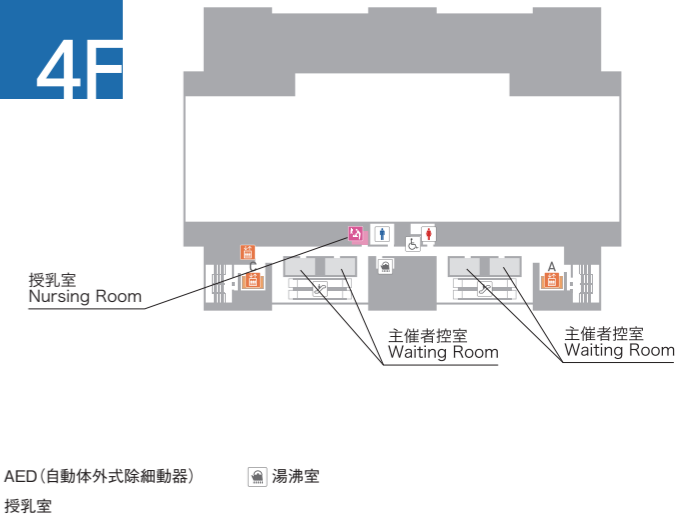 4F
C
A
授乳室
Nursing Room
主催者控室
Waiting Room
主催者控室
Waiting Room
AED(自動体外式除細動器)
湯沸室
授乳室